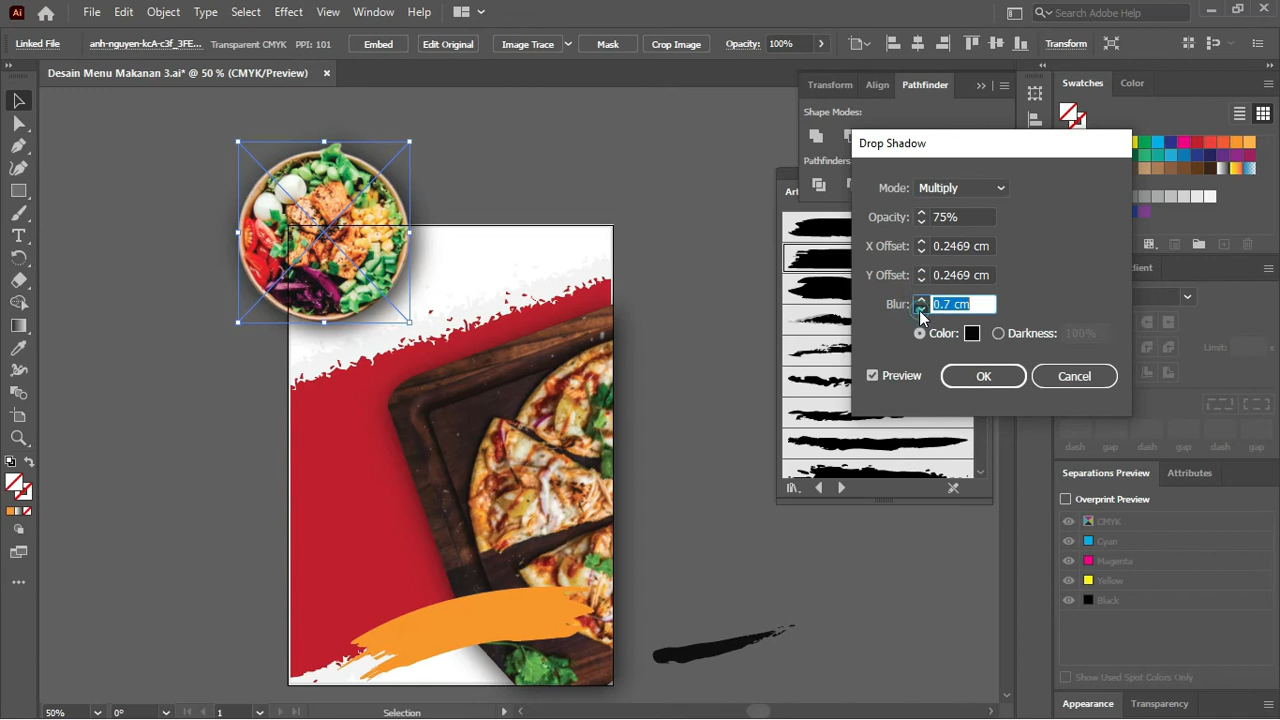 Ai File Edit Object Type Select Effect View Window Help Search Adobe Help
Linked File anh-nguyen-kcA-c3f_3FE... Transparent CMYK PPI: 101 Embed Edit Original Image Trace Mask Crop Image Opacity: 100% Transform
Desain Menu Makanan 3.ai* @ 50 % (CMYK/Preview) ×
Transform Align Pathfinder
Swatches Color
Shape Modes:
Pathfinders
Drop Shadow
Mode: Multiply
Opacity: 75%
X Offset: 0.2469 cm
Y Offset: 0.2469 cm
Blur: 0.7 cm
Color: Darkness: 100%
Preview OK Cancel
Limit:
dash gap dash gap dash gap
Separations Preview Attributes
Overprint Preview
CMYK
Cyan
Magenta
Yellow
Black
Show Used Spot Colors Only
Appearance Transparency
50% 0° 1 Selection